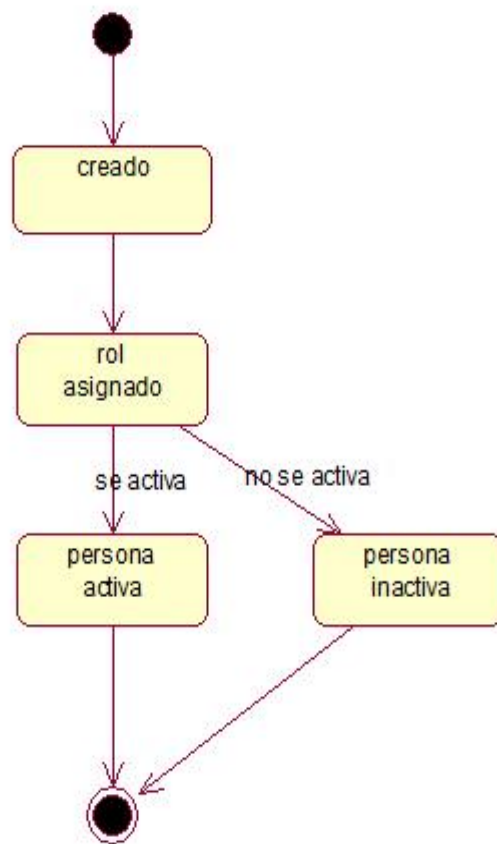 creado
rol
asignado
se activa
no se activa
persona
activa
persona
inactiva